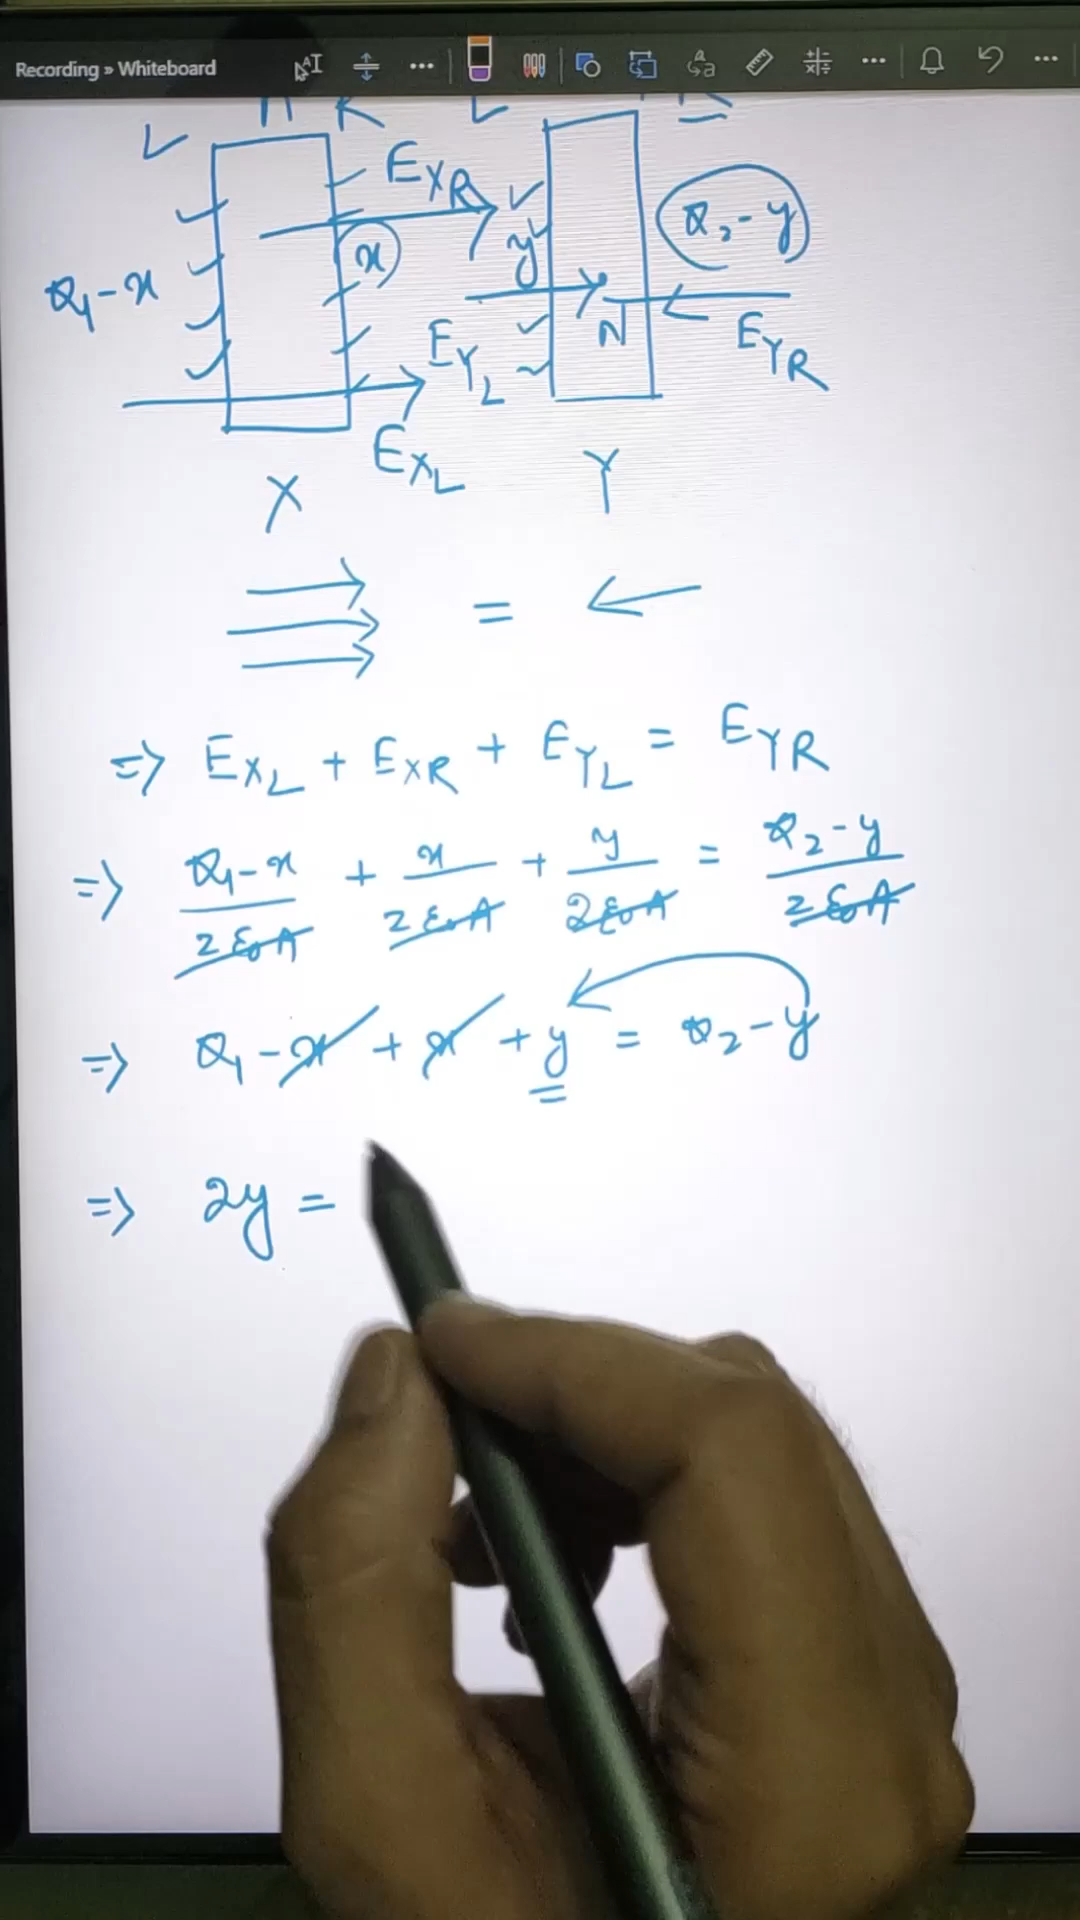 Recording » Whiteboard
L R L R
E_XR
Q₁-x x y Q₂-y
N
E_YL E_YR
E_XL
X Y
=
=> E_XL + E_XR + E_YL = E_YR
=> Q₁-x/2ε₀A + x/2ε₀A + y/2ε₀A = Q₂-y/2ε₀A
=> Q₁ - x + x + y = Q₂ - y
=> 2y =